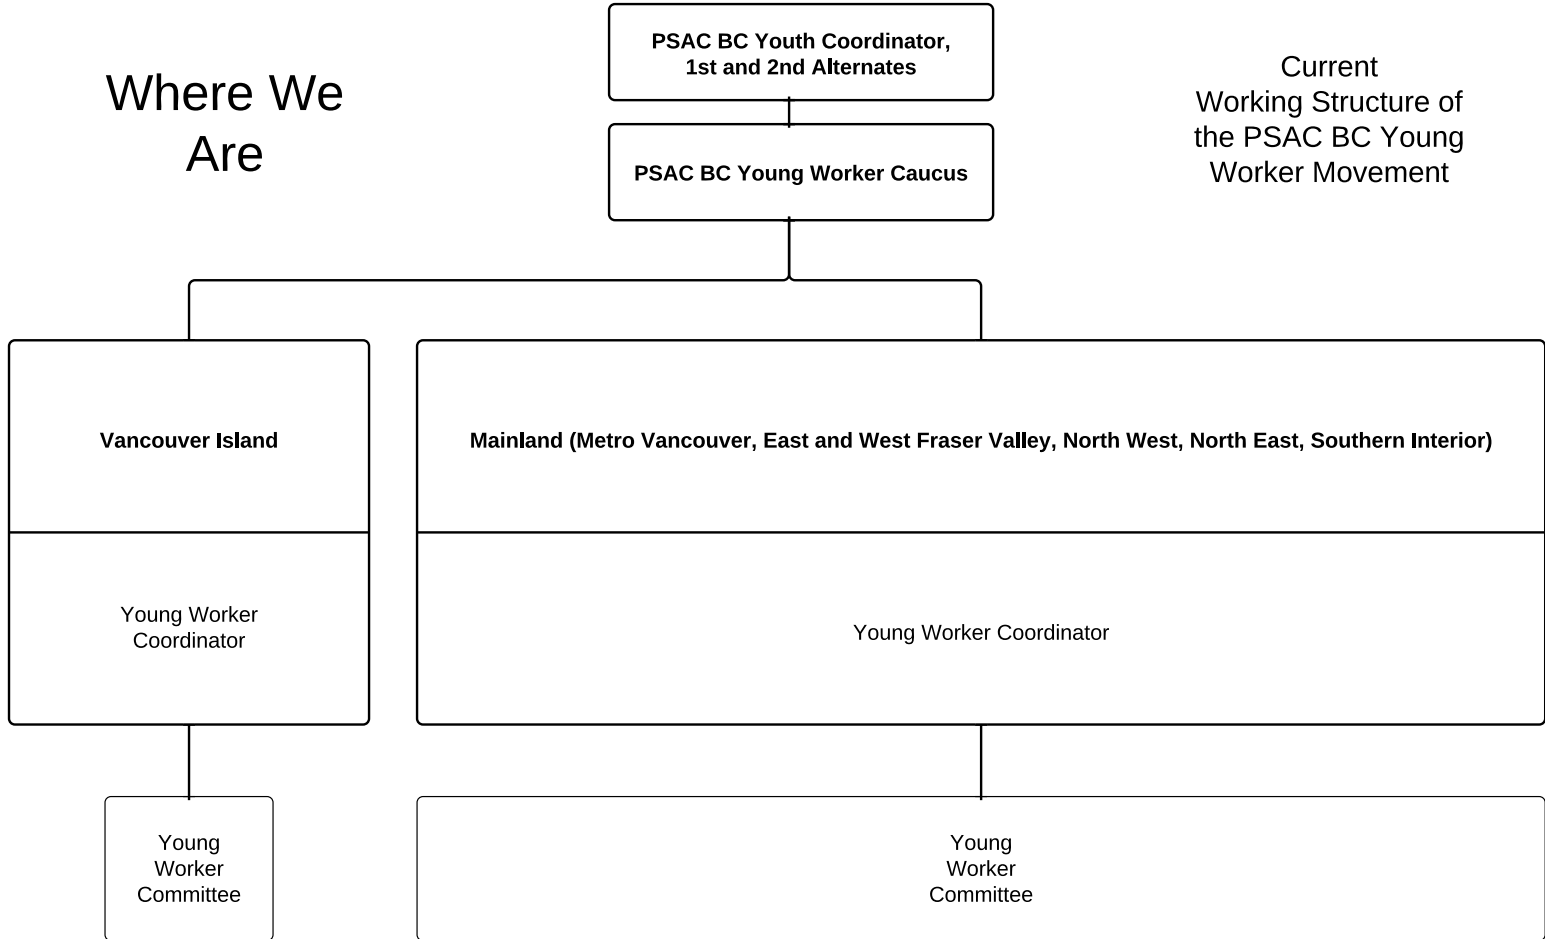 Where We
Are
PSAC BC Youth Coordinator,
1st and 2nd Alternates
Current
Working Structure of
the PSAC BC Young
Worker Movement
PSAC BC Young Worker Caucus
Vancouver Island
Mainland (Metro Vancouver, East and West Fraser Valley, North West, North East, Southern Interior)
Young Worker
Coordinator
Young Worker Coordinator
Young
Worker
Committee
Young
Worker
Committee